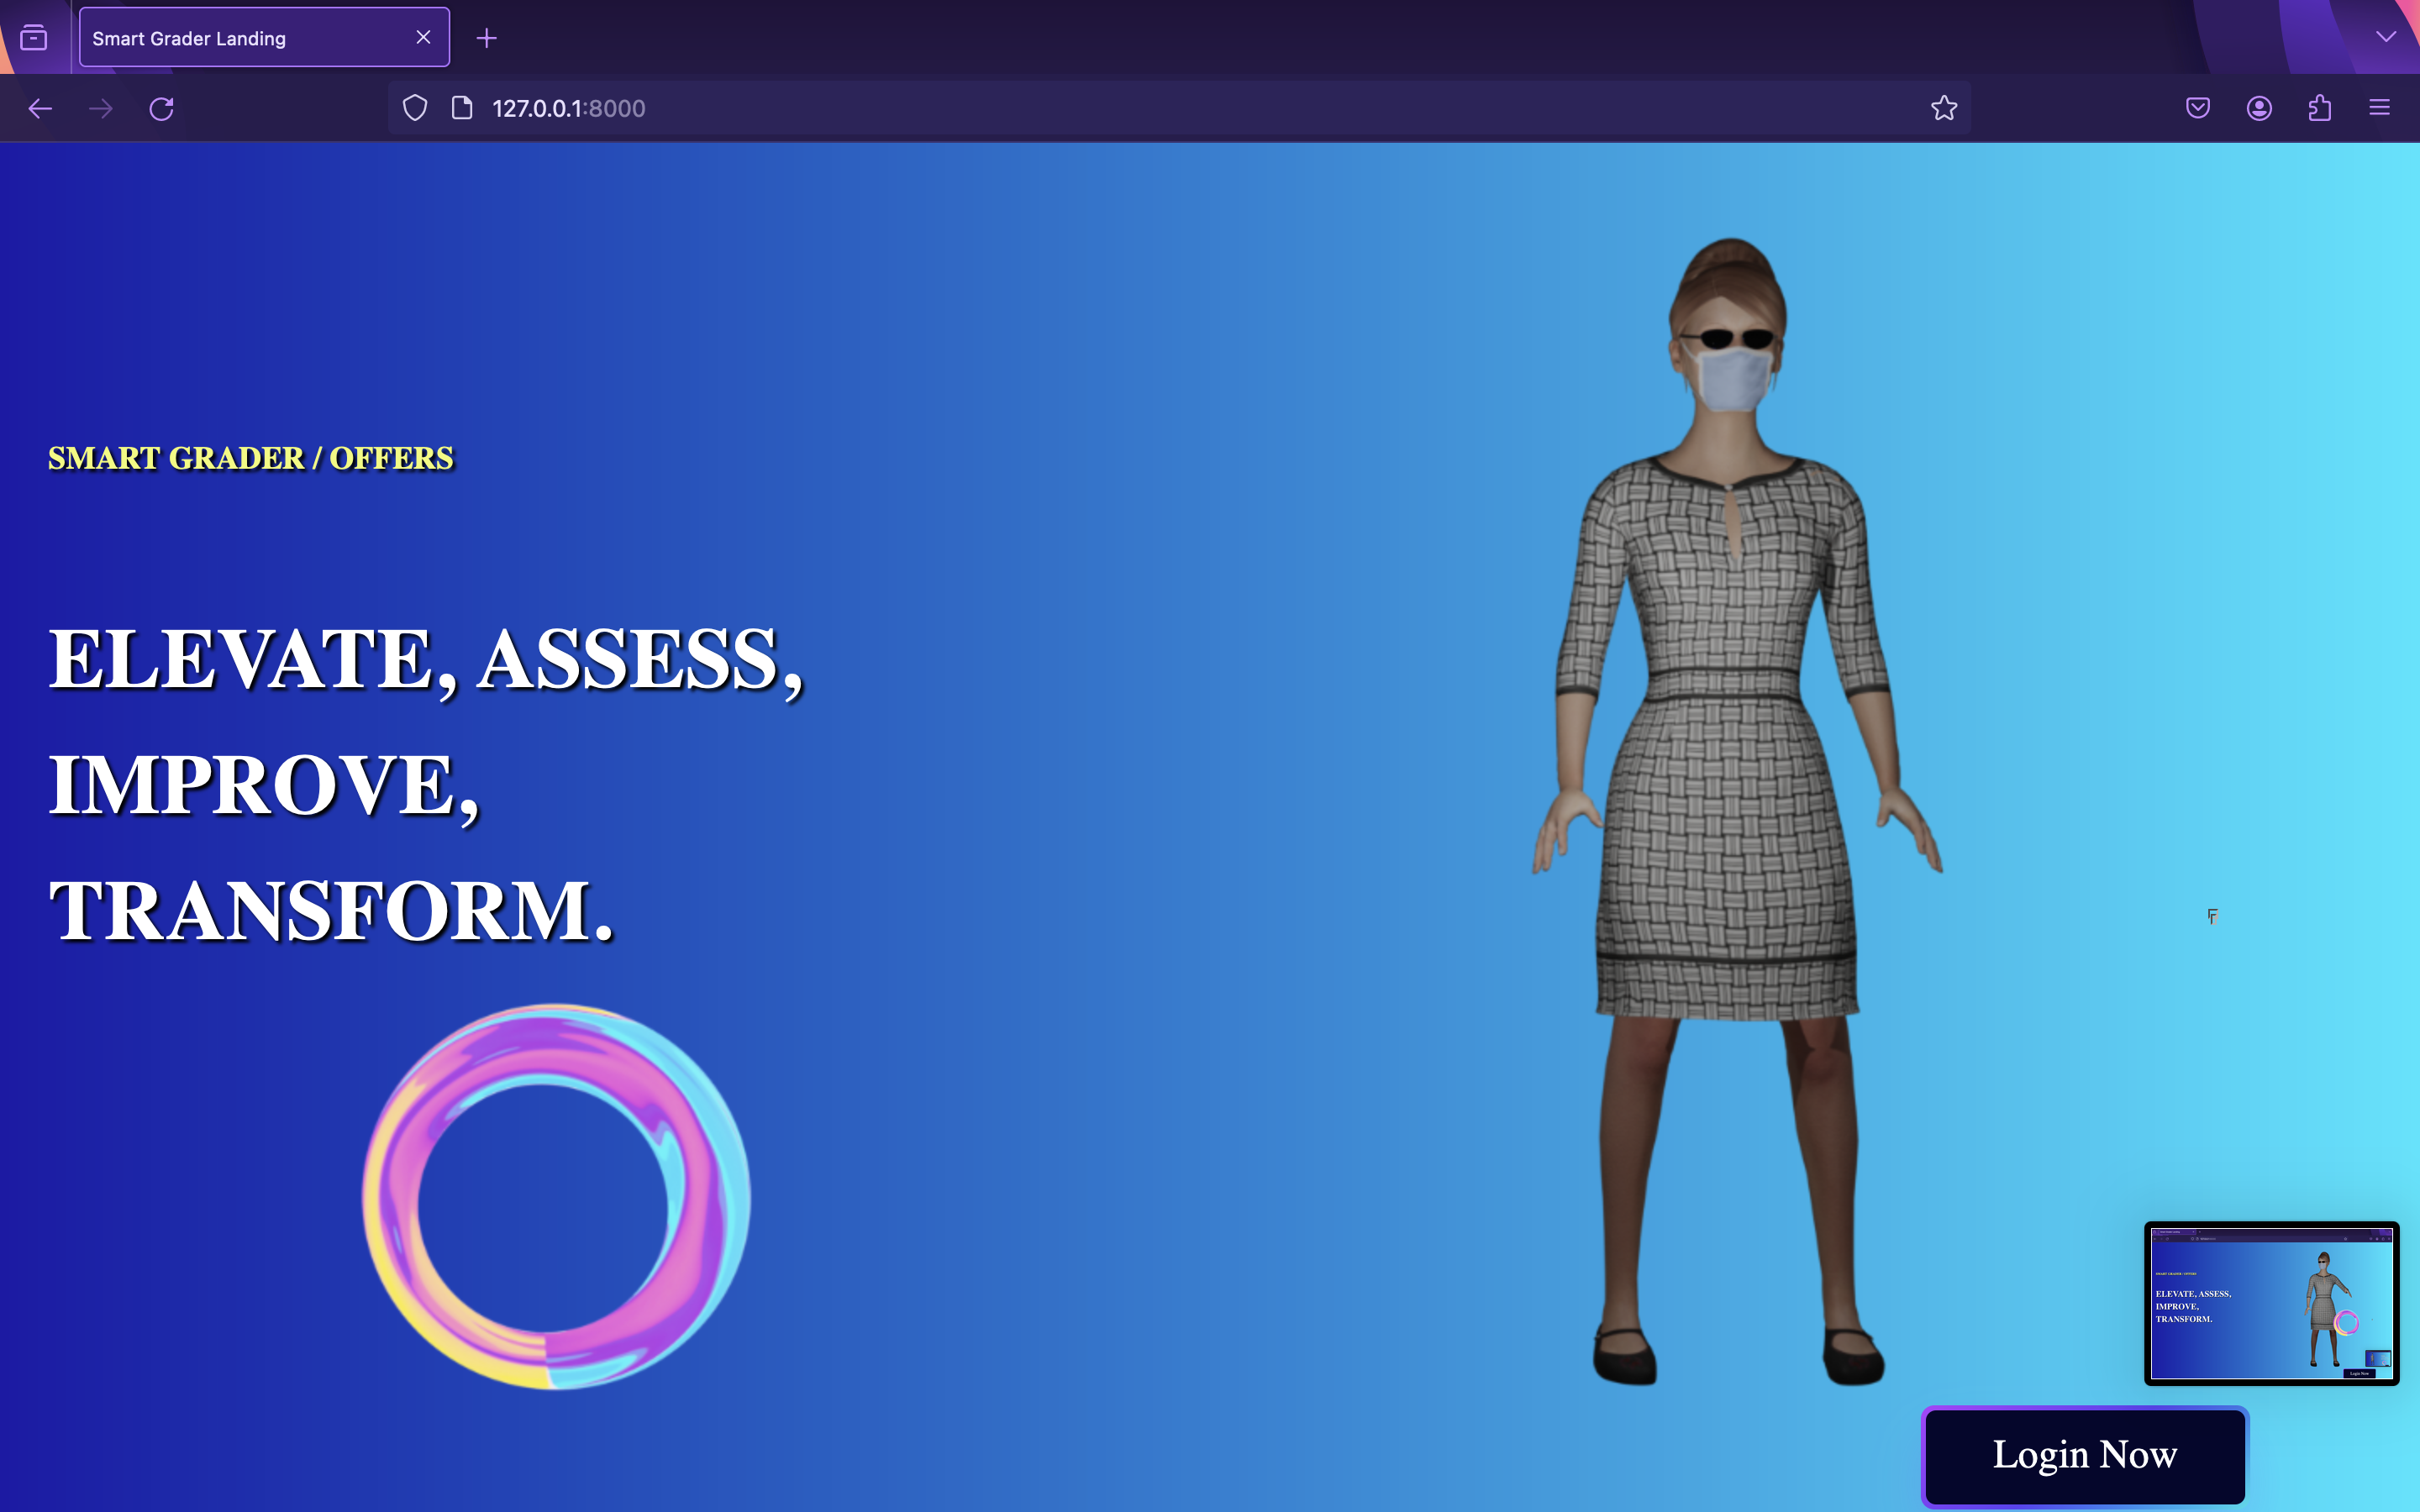 Smart Grader Landing
127.0.0.1:8000
SMART GRADER / OFFERS
ELEVATE, ASSESS,
IMPROVE,
TRANSFORM.
ELEVATE, ASSESS,
IMPROVE,
TRANSFORM.
Login Now